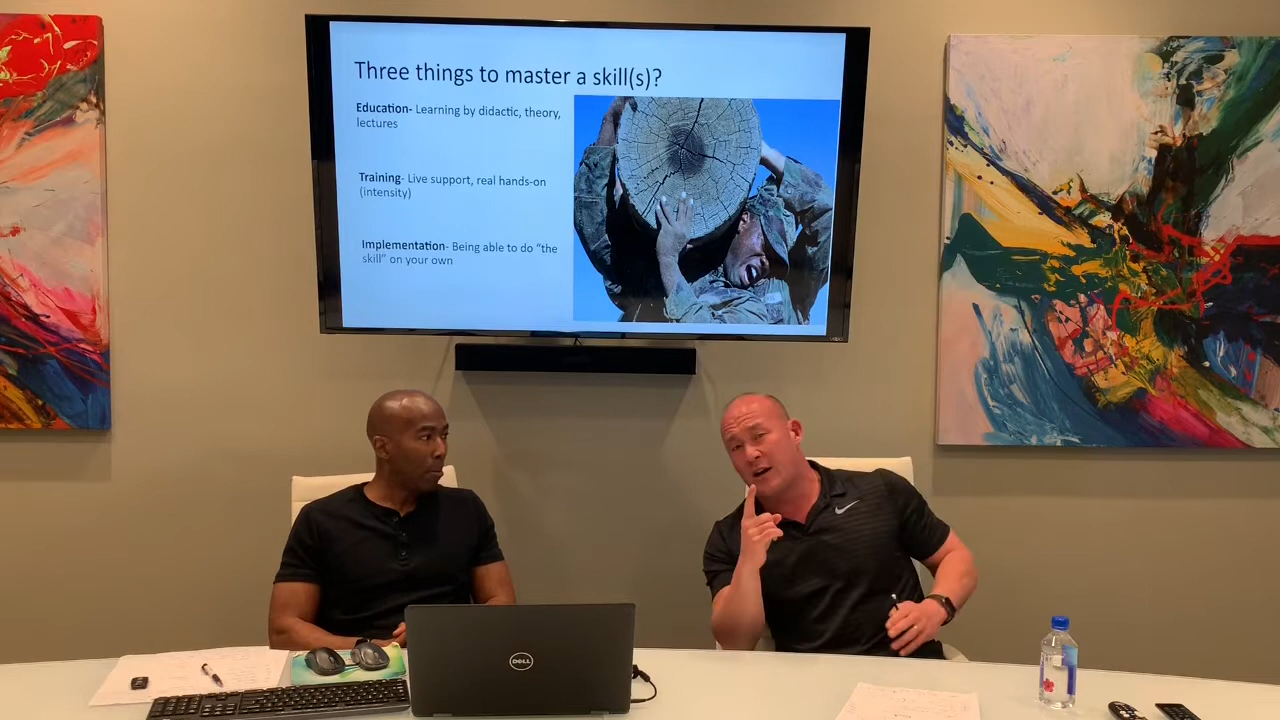 Three things to master a skill(s)?
Education- Learning by didactic, theory,
lectures
Training- Live support, real hands-on
(intensity)
Implementation- Being able to do “the
skill” on your own
DELL